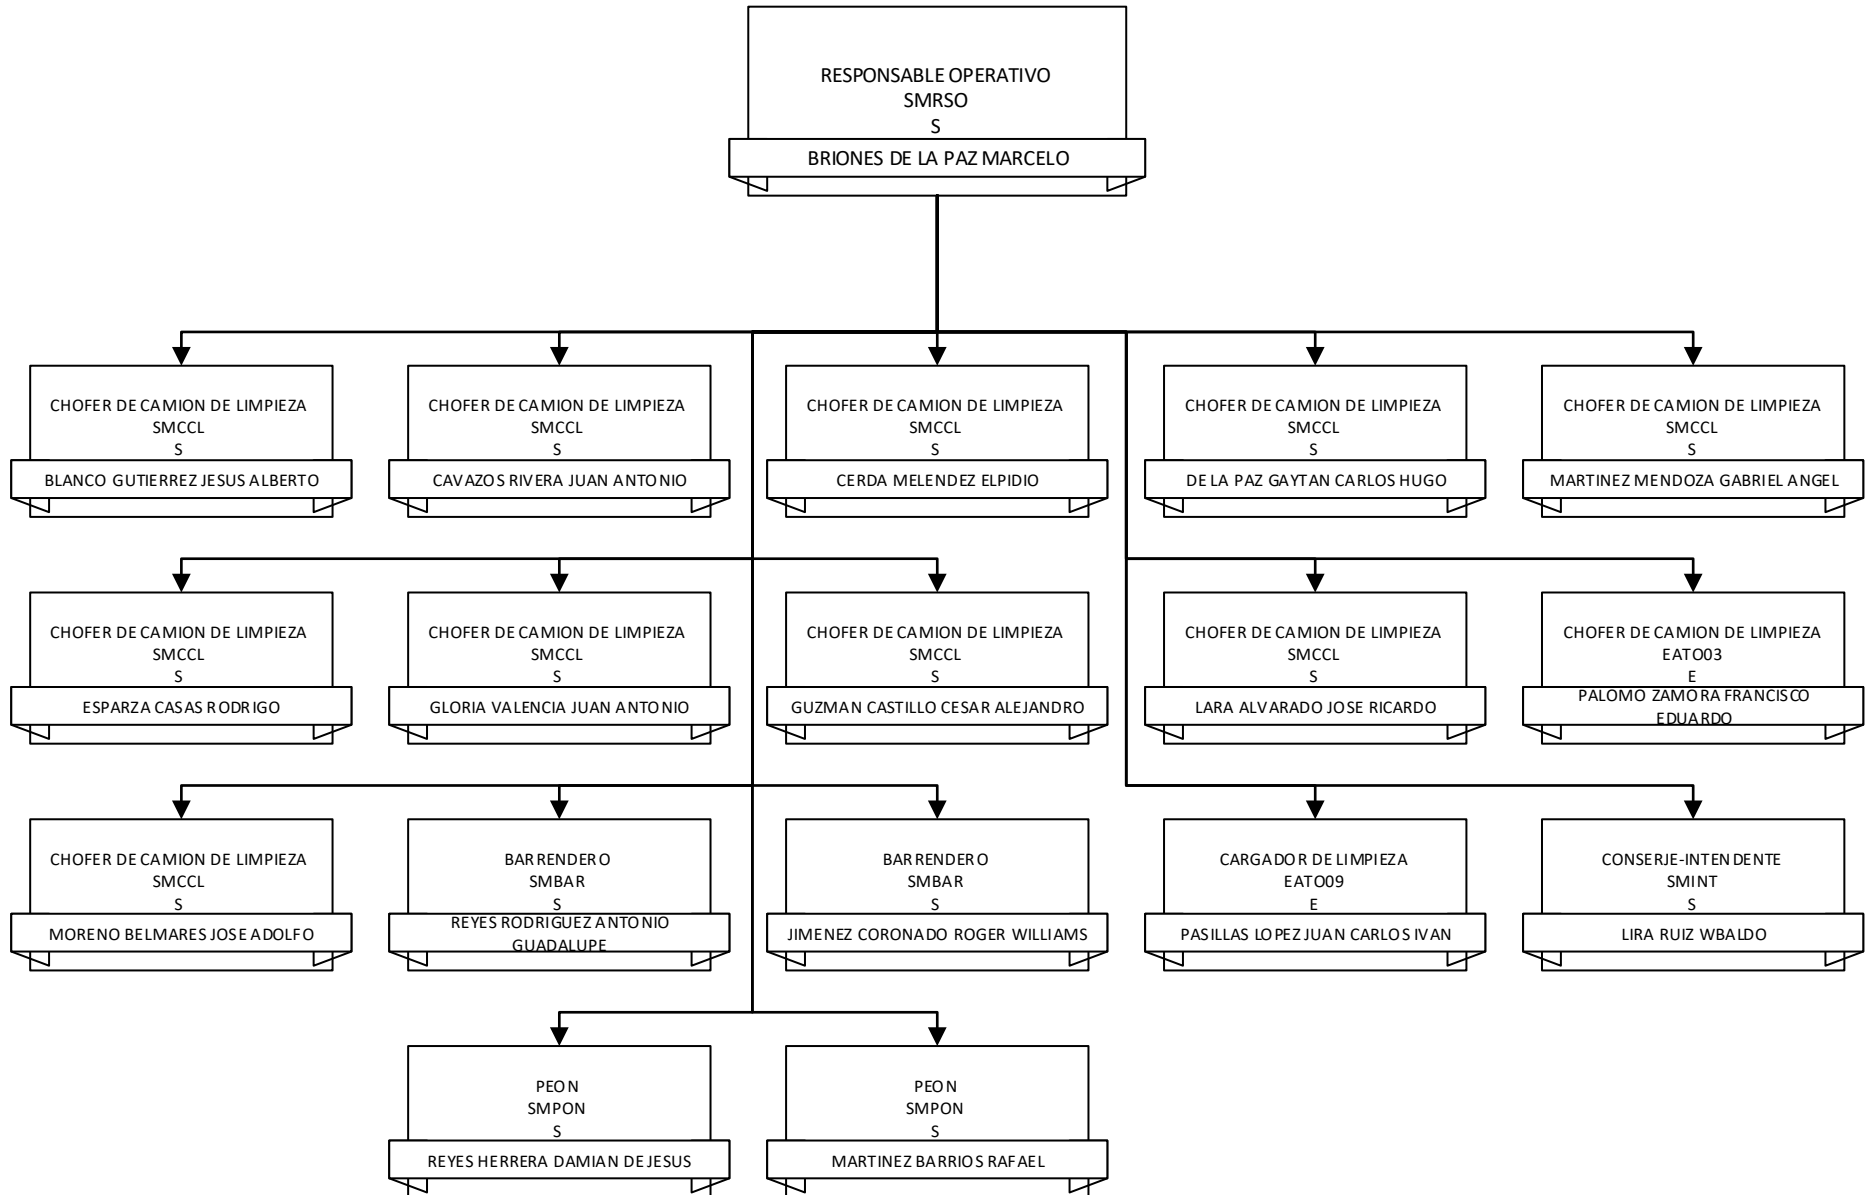 RESPONSABLE OPERATIVO
SMRSO
S
BRIONES DE LA PAZ MARCELO
CHOFER DE CAMION DE LIMPIEZA
SMCCL
S
BLANCO GUTIERREZ JESUS ALBERTO
CHOFER DE CAMION DE LIMPIEZA
SMCCL
S
CAVAZOS RIVERA JUAN ANTONIO
CHOFER DE CAMION DE LIMPIEZA
SMCCL
S
CERDA MELENDEZ ELPIDIO
CHOFER DE CAMION DE LIMPIEZA
SMCCL
S
DE LA PAZ GAYTAN CARLOS HUGO
CHOFER DE CAMION DE LIMPIEZA
SMCCL
S
MARTINEZ MENDOZA GABRIEL ANGEL
CHOFER DE CAMION DE LIMPIEZA
SMCCL
S
ESPARZA CASAS RODRIGO
CHOFER DE CAMION DE LIMPIEZA
SMCCL
S
GLORIA VALENCIA JUAN ANTONIO
CHOFER DE CAMION DE LIMPIEZA
SMCCL
S
GUZMAN CASTILLO CESAR ALEJANDRO
CHOFER DE CAMION DE LIMPIEZA
SMCCL
S
LARA ALVARADO JOSE RICARDO
CHOFER DE CAMION DE LIMPIEZA
EATO03
E
PALOMO ZAMORA FRANCISCO
EDUARDO
CHOFER DE CAMION DE LIMPIEZA
SMCCL
S
MORENO BELMARES JOSE ADOLFO
BARRENDERO
SMBAR
S
REYES RODRIGUEZ ANTONIO
GUADALUPE
BARRENDERO
SMBAR
S
JIMENEZ CORONADO ROGER WILLIAMS
CARGADOR DE LIMPIEZA
EATO09
E
PASILLAS LOPEZ JUAN CARLOS IVAN
CONSERJE-INTENDENTE
SMINT
S
LIRA RUIZ WBALDO
PEON
SMPON
S
REYES HERRERA DAMIAN DE JESUS
PEON
SMPON
S
MARTINEZ BARRIOS RAFAEL